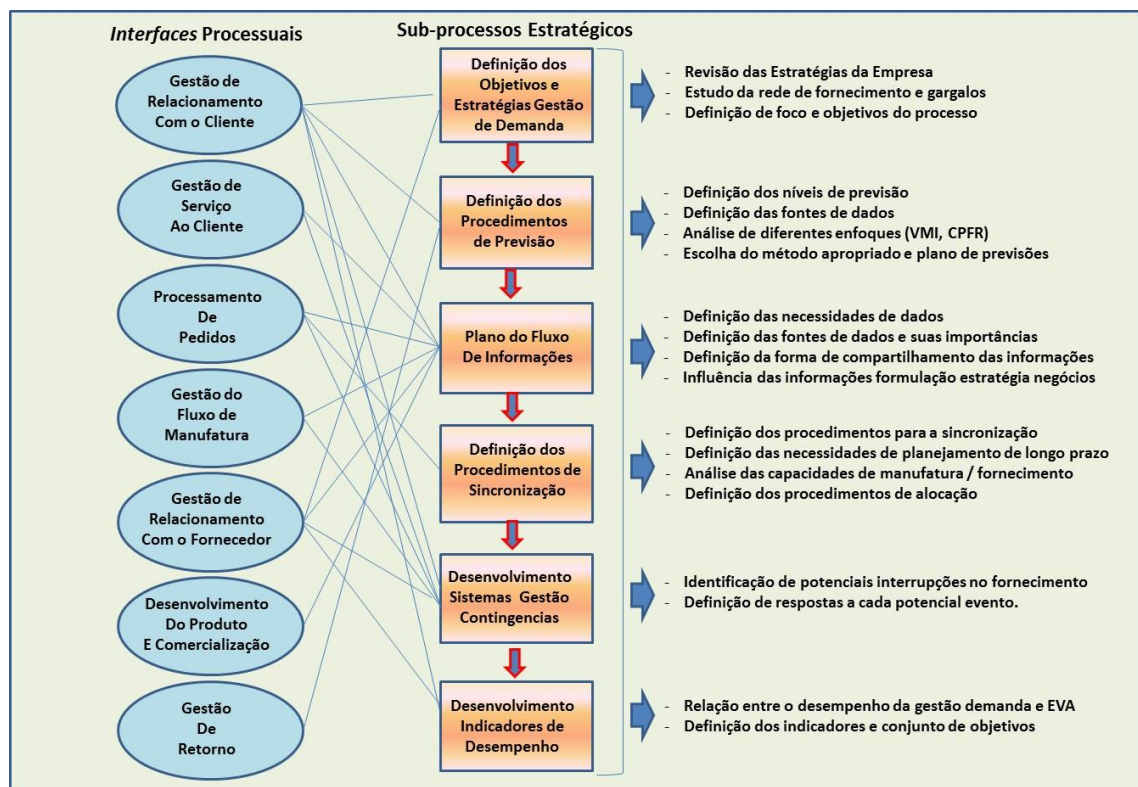 Interfaces Processuais
Gestão de
Relacionamento
Com o Cliente
Gestão de
Serviço
Ao Cliente
Processamento
De
Pedidos
Gestão do
Fluxo de
Manufatura
Gestão de
Relacionamento
Com o Fornecedor
Desenvolvimento
Do Produto
E Comercialização
Gestão
De
Retorno
Sub-processos Estratégicos
Definição dos
Objetivos e
Estratégias Gestão
de Demanda
Definição dos
Procedimentos
de Previsão
Plano do Fluxo
De Informações
Definição dos
Procedimentos de
Sincronização
Desenvolvimento
Sistemas Gestão
Contingencias
Desenvolvimento
Indicadores de
Desempenho
- Revisão das Estratégias da Empresa
- Estudo da rede de fornecimento e gargalos
- Definição de foco e objetivos do processo
- Definição dos níveis de previsão
- Definição das fontes de dados
- Análise de diferentes enfoques (VMI, CPFR)
- Escolha do método apropriado e plano de previsões
- Definição das necessidades de dados
- Definição das fontes de dados e suas importâncias
- Definição da forma de compartilhamento das informações
- Influência das informações formulação estratégia negócios
- Definição dos procedimentos para a sincronização
- Definição das necessidades de planejamento de longo prazo
- Análise das capacidades de manufatura / fornecimento
- Definição dos procedimentos de alocação
- Identificação de potenciais interrupções no fornecimento
- Definição de respostas a cada potencial evento.
- Relação entre o desempenho da gestão demanda e EVA
- Definição dos indicadores e conjunto de objetivos